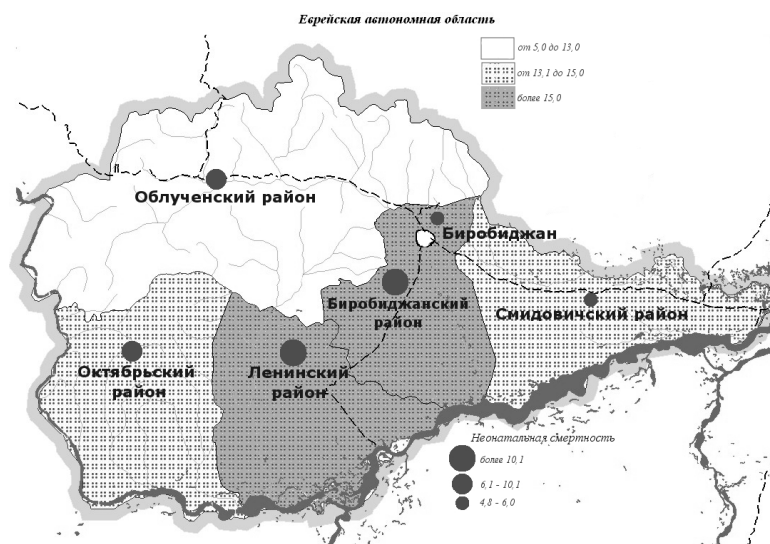 Еврейская автономная область
от 5,0 до 13,0
от 13,1 до 15,0
более 15,0
Облученский район
Биробиджан
Биробиджанский
район
Смидовичский район
Октябрьский
район
Ленинский
район
Неонатальная смертность
более 10,1
6,1 - 10,1
4,8 - 6,0